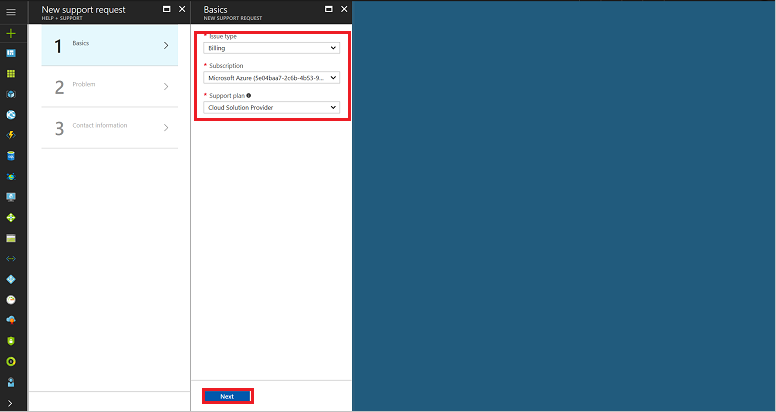 New support request
HELP + SUPPORT
1 Basics
2 Problem
3 Contact information
Basics
NEW SUPPORT REQUEST
* Issue type
Billing
* Subscription
Microsoft Azure (5e04baa7-2c6b-4b53-9...
* Support plan
Cloud Solution Provider
Next